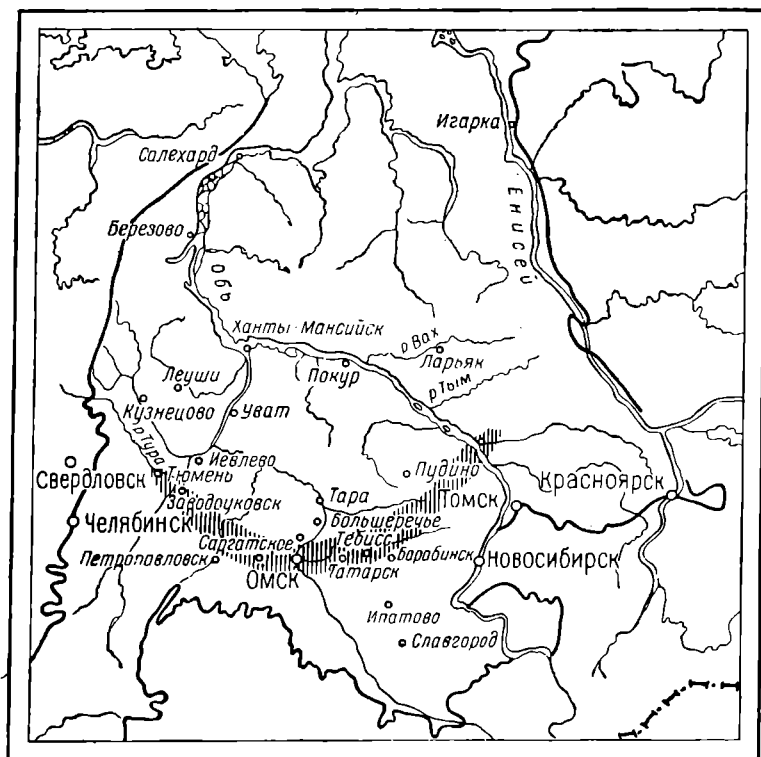 Игарка
Салехард
Енисей
Березово
Обь
Ханты-Мансийск
р Вах
Ларьяк
Покур
р Тым
Леуши
Кузнецово
Уват
р Тура
Иевлево
Свердловск
Тюмень
Пудино
Красноярск
Заводоуковск
Тара
Томск
Челябинск
Большеречье
Саргатское
Тебисс
Петропавловск
Барабинск
Новосибирск
Омск
Татарск
Ипатово
Славгород